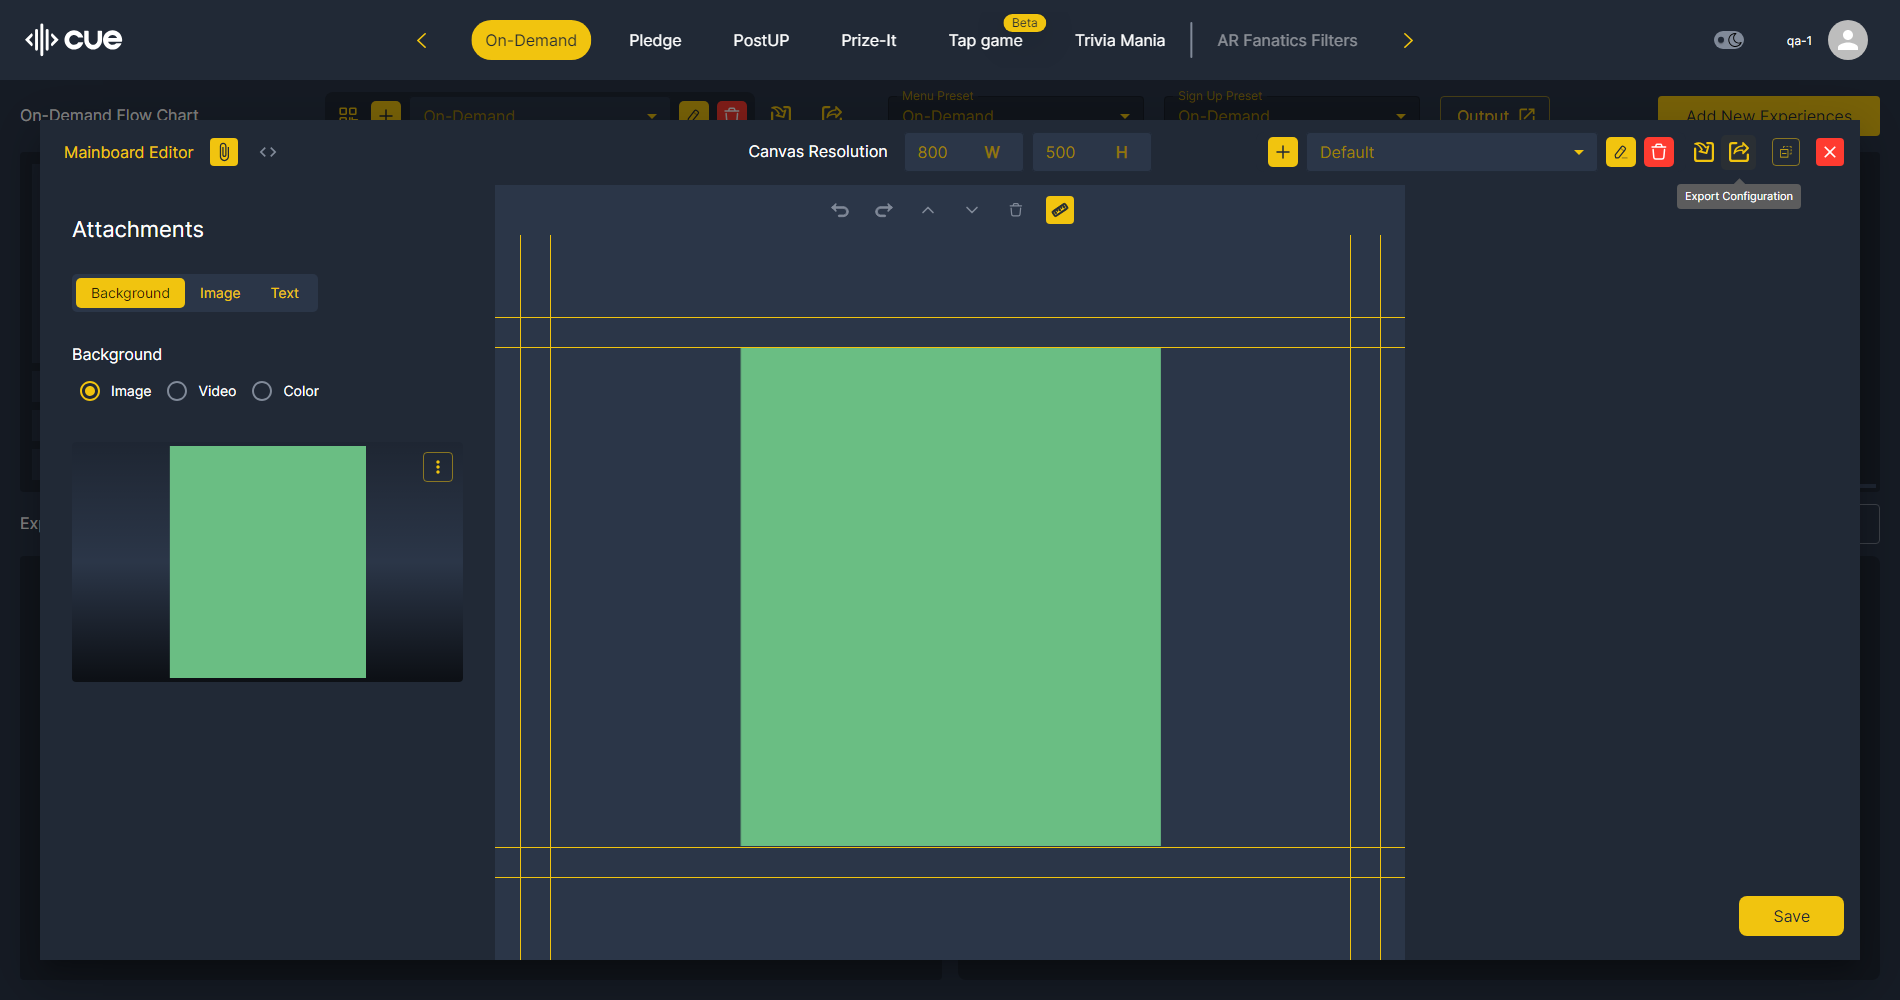 cue
On-Demand
Pledge
PostUP
Prize-It
Beta
Tap game
Trivia Mania
AR Fanatics Filters
qa-1
On-Demand Flow Chart
On-Demand
Menu Preset
On-Demand
Sign Up Preset
On-Demand
Output
Add New Experiences
Mainboard Editor
Canvas Resolution
800 W
500 H
Default
Export Configuration
Attachments
Background Image Text
Background
Image Video Color
Save